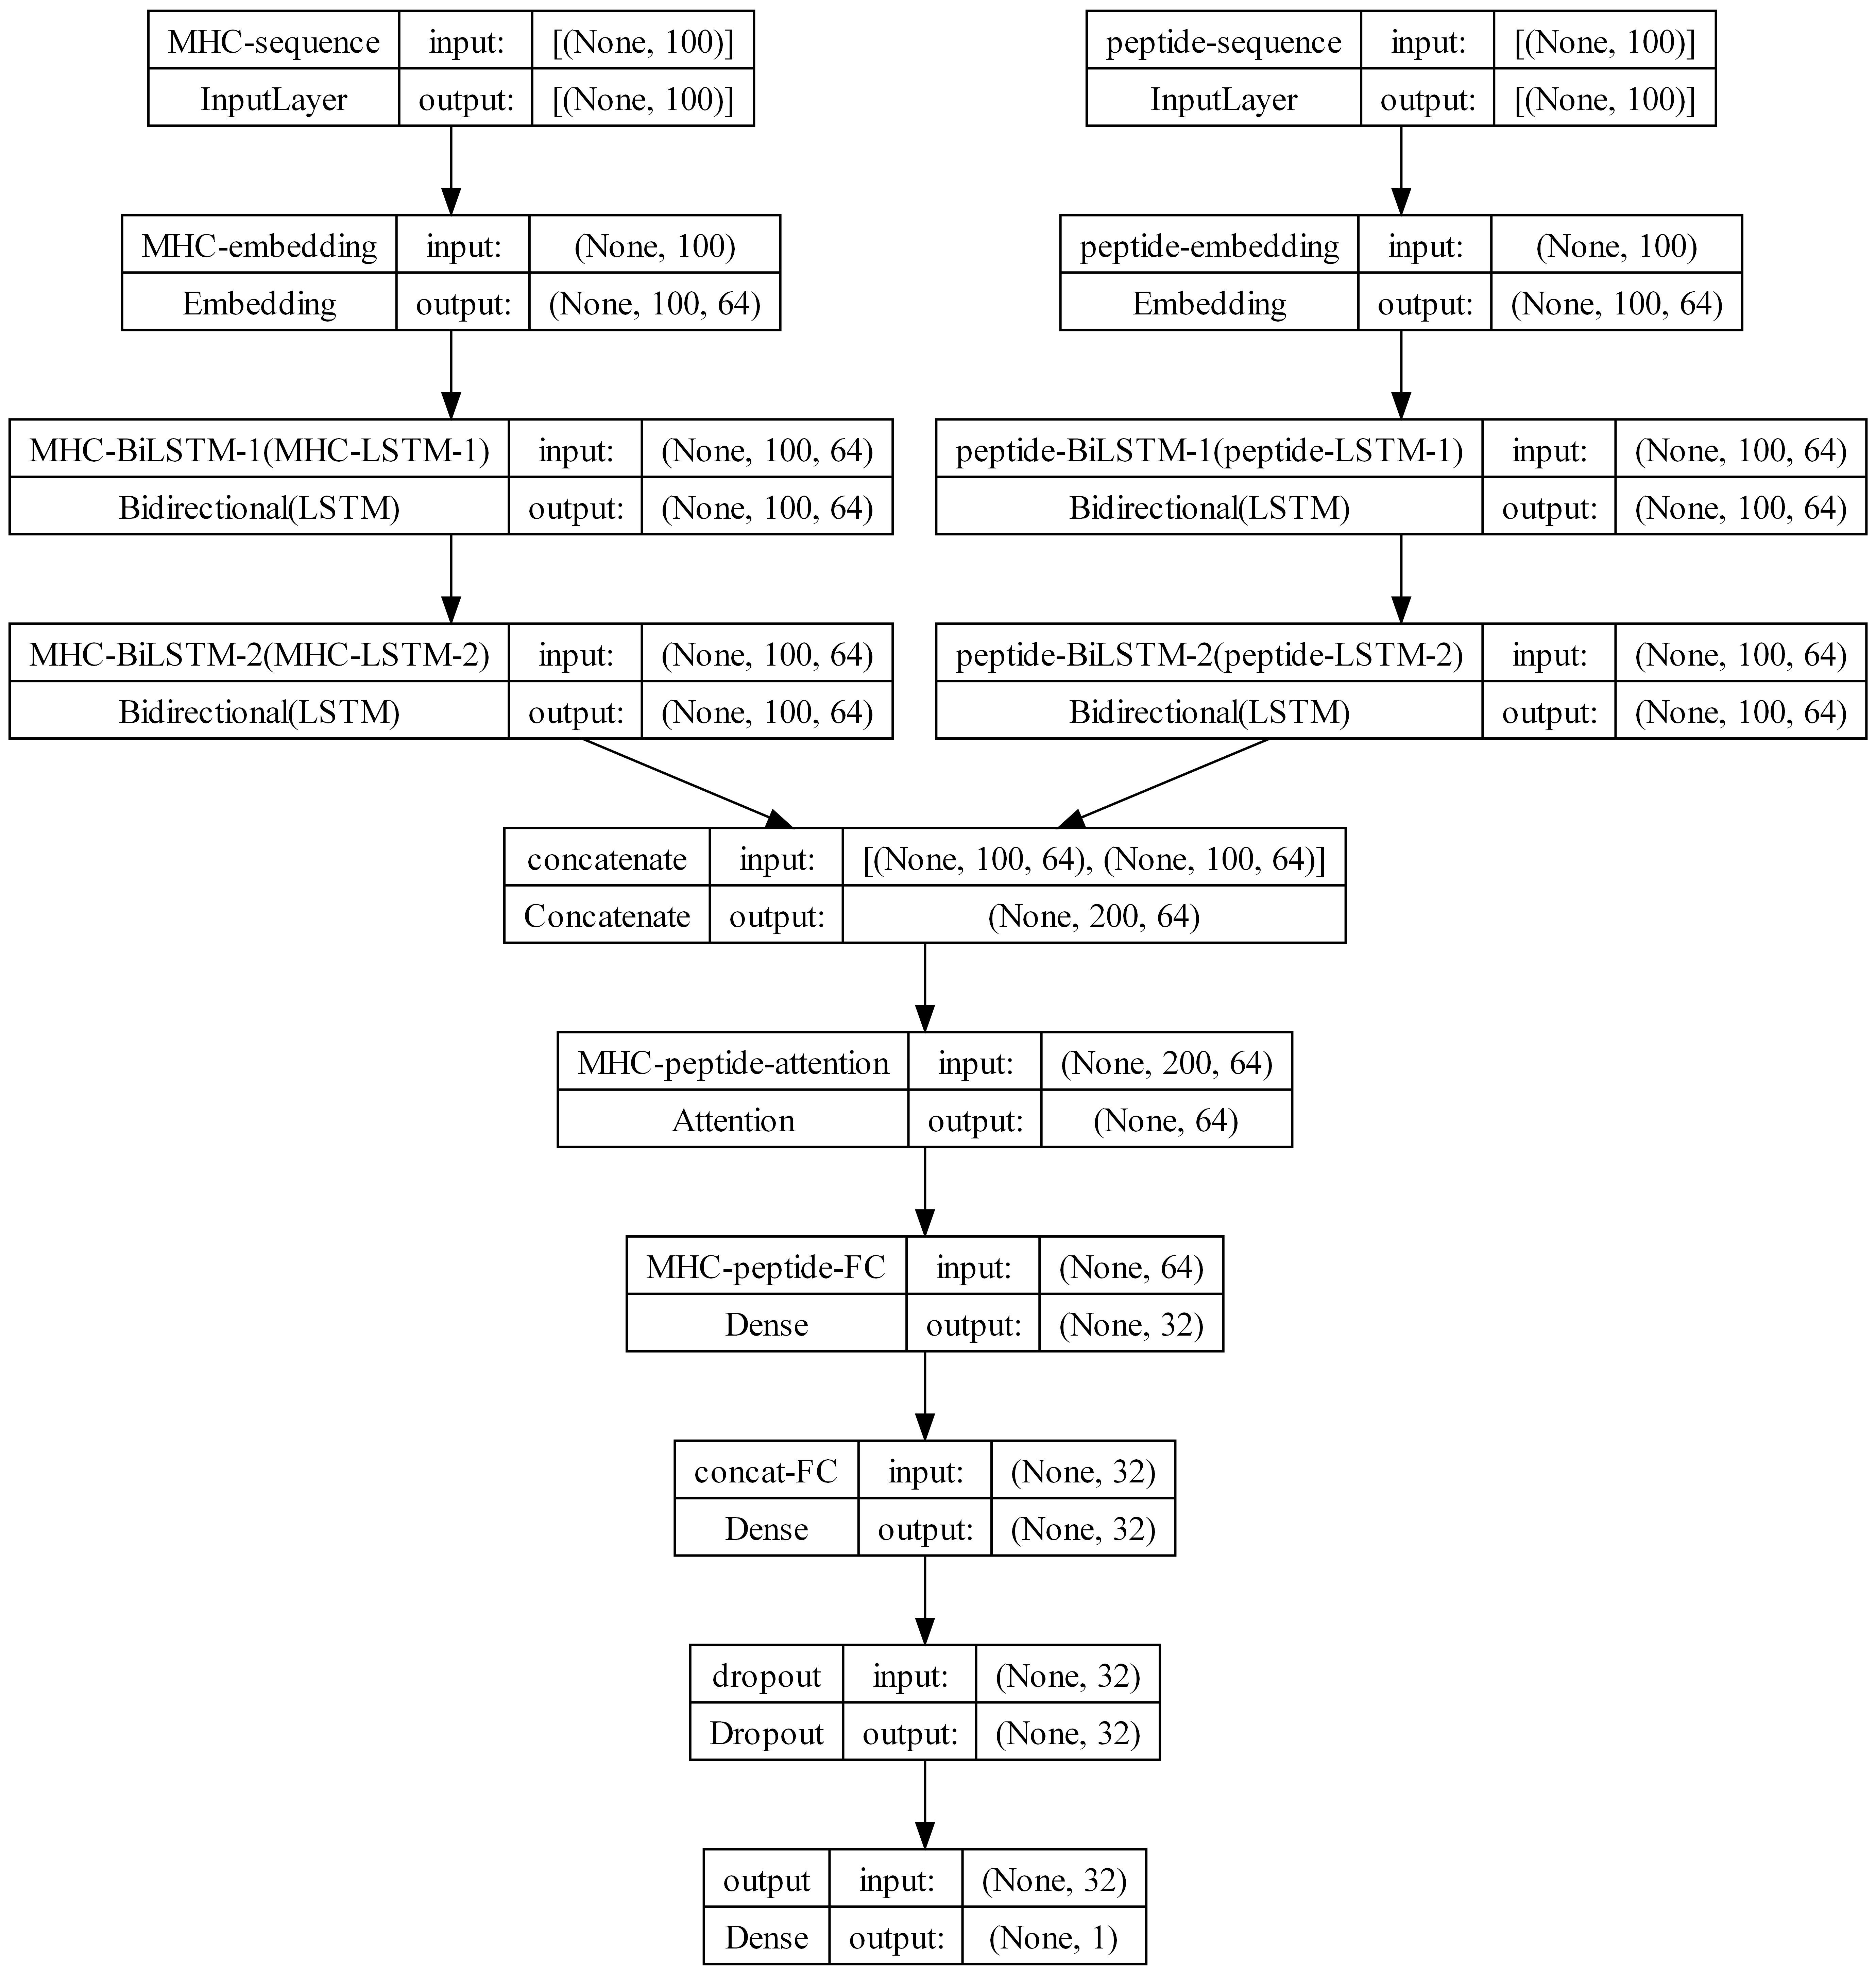 MHC-sequence input: [(None, 100)]
InputLayer output: [(None, 100)]
peptide-sequence input: [(None, 100)]
InputLayer output: [(None, 100)]
MHC-embedding input: (None, 100)
Embedding output: (None, 100, 64)
peptide-embedding input: (None, 100)
Embedding output: (None, 100, 64)
MHC-BiLSTM-1(MHC-LSTM-1) input: (None, 100, 64)
Bidirectional(LSTM) output: (None, 100, 64)
peptide-BiLSTM-1(peptide-LSTM-1) input: (None, 100, 64)
Bidirectional(LSTM) output: (None, 100, 64)
MHC-BiLSTM-2(MHC-LSTM-2) input: (None, 100, 64)
Bidirectional(LSTM) output: (None, 100, 64)
peptide-BiLSTM-2(peptide-LSTM-2) input: (None, 100, 64)
Bidirectional(LSTM) output: (None, 100, 64)
concatenate input: [(None, 100, 64), (None, 100, 64)]
Concatenate output: (None, 200, 64)
MHC-peptide-attention input: (None, 200, 64)
Attention output: (None, 64)
MHC-peptide-FC input: (None, 64)
Dense output: (None, 32)
concat-FC input: (None, 32)
Dense output: (None, 32)
dropout input: (None, 32)
Dropout output: (None, 32)
output input: (None, 32)
Dense output: (None, 1)